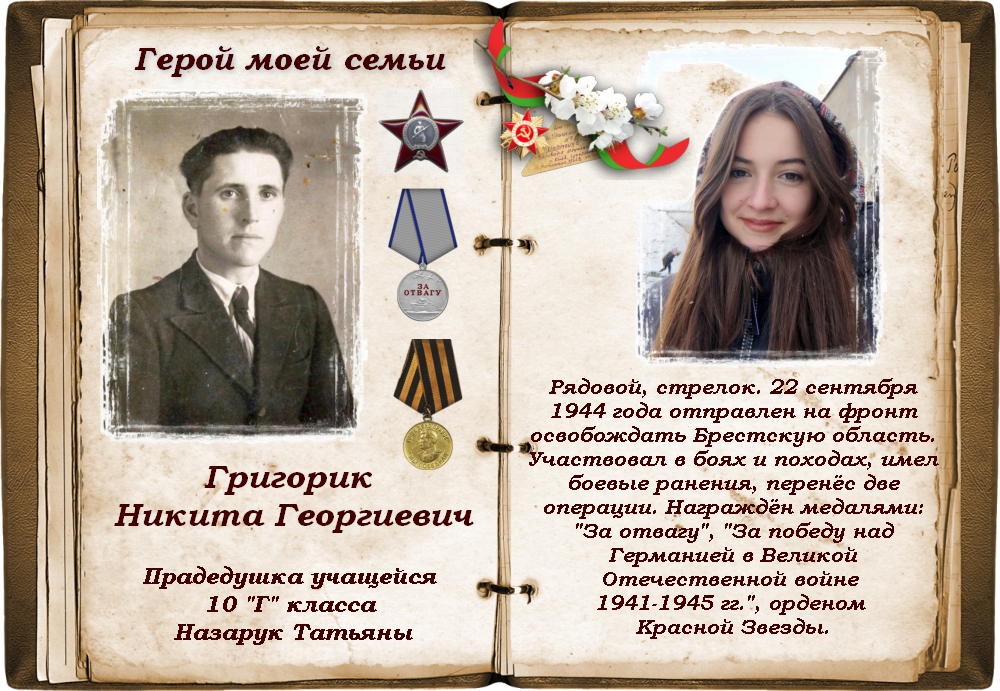 Герой моей семьи
ЗА
ОТВАГУ
Григорик
Никита Георгиевич
Прадедушка учащейся
10 "Г" класса
Назарук Татьяны
Рядовой, стрелок. 22 сентября
1944 года отправлен на фронт
освобождать Брестскую область.
Участвовал в боях и походах, имел
боевые ранения, перенёс две
операции. Награждён медалями:
"За отвагу", "За победу над
Германией в Великой
Отечественной войне
1941-1945 гг.", орденом
Красной Звезды.